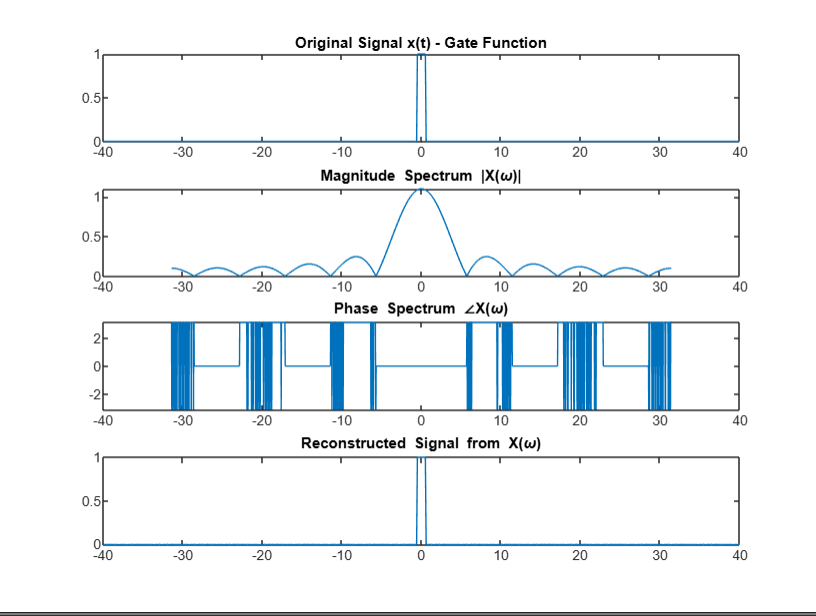 Original Signal x(t) - Gate Function
1
0.5
0
-40 -30 -20 -10 0 10 20 30 40
Magnitude Spectrum |X(ω)|
1
0.5
0
-40 -30 -20 -10 0 10 20 30 40
Phase Spectrum ∠X(ω)
2
0
-2
-40 -30 -20 -10 0 10 20 30 40
Reconstructed Signal from X(ω)
1
0.5
0
-40 -30 -20 -10 0 10 20 30 40